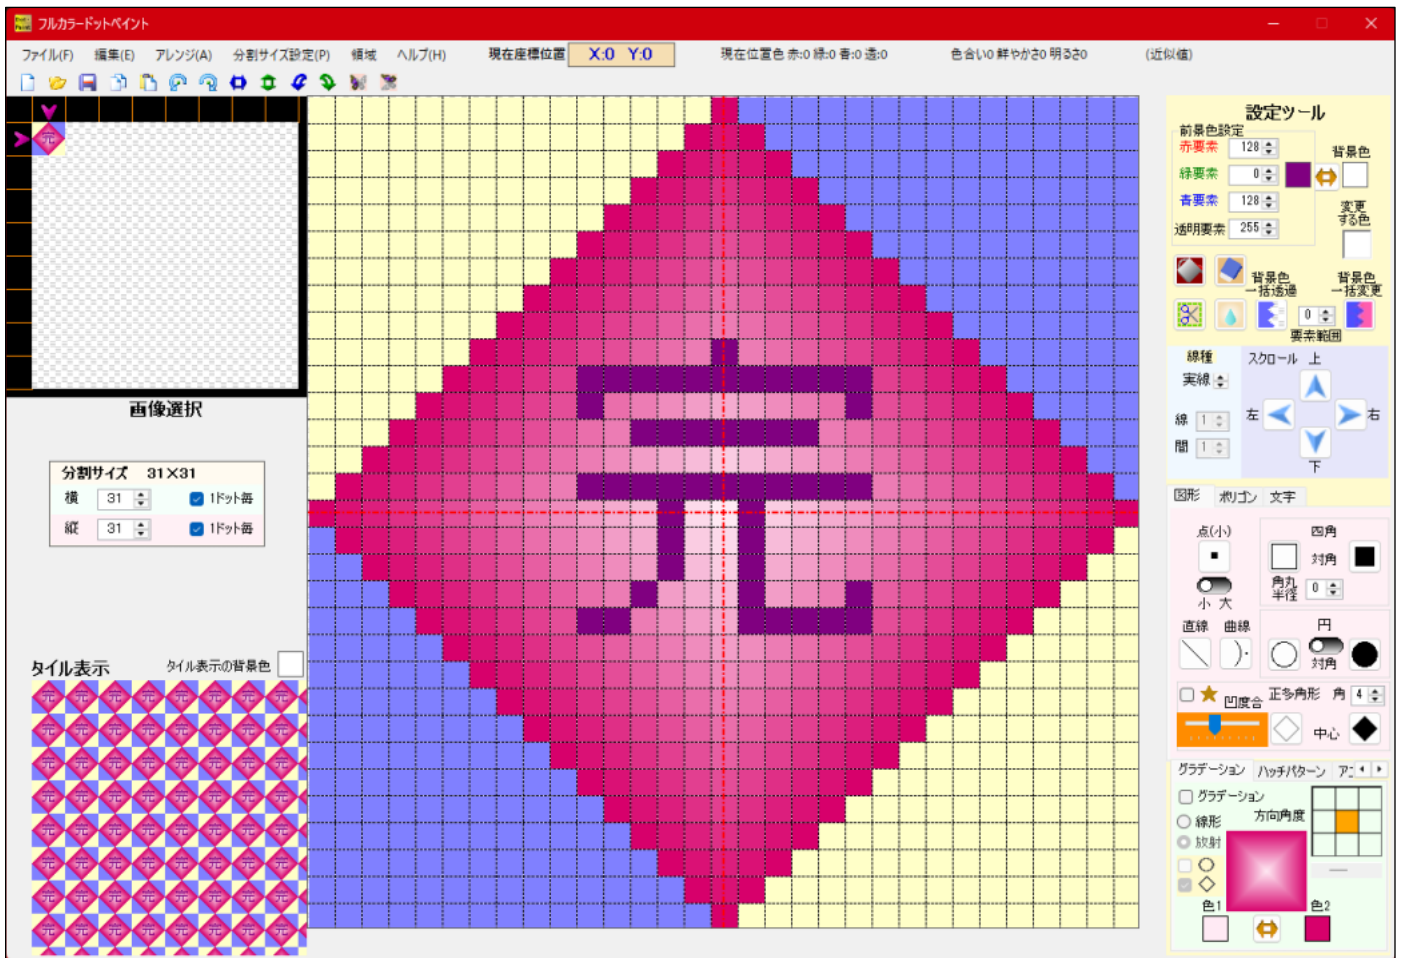 フルカラードットペイント
ファイル(F) 編集(E) アレンジ(A) 分割サイズ設定(P) 領域 ヘルプ(H) 現在座標位置 X:0 Y:0 現在位置色 赤:0 緑:0 青:0 透:0 色合い0 鮮やかさ0 明るさ0 (近似値)
画像選択
分割サイズ 31×31
横 31 1ドット毎
縦 31 1ドット毎
タイル表示 タイル表示の背景色
設定ツール
前景色設定
赤要素 128
緑要素 0
青要素 128
透明要素 255
背景色
変更
する色
背景色
一括透過
背景色
一括変更
0
要素範囲
線種
実線
線 1
間 1
スクロール 上
左 右
下
図形 ポリゴン 文字
点(小)
小 大
四角
対角
角丸
半径 0
直線 曲線
円
対角
凹度合 正多角形 角 4
中心
グラデーション ハッチパターン
グラデーション
線形
放射
方向角度
色1 色2